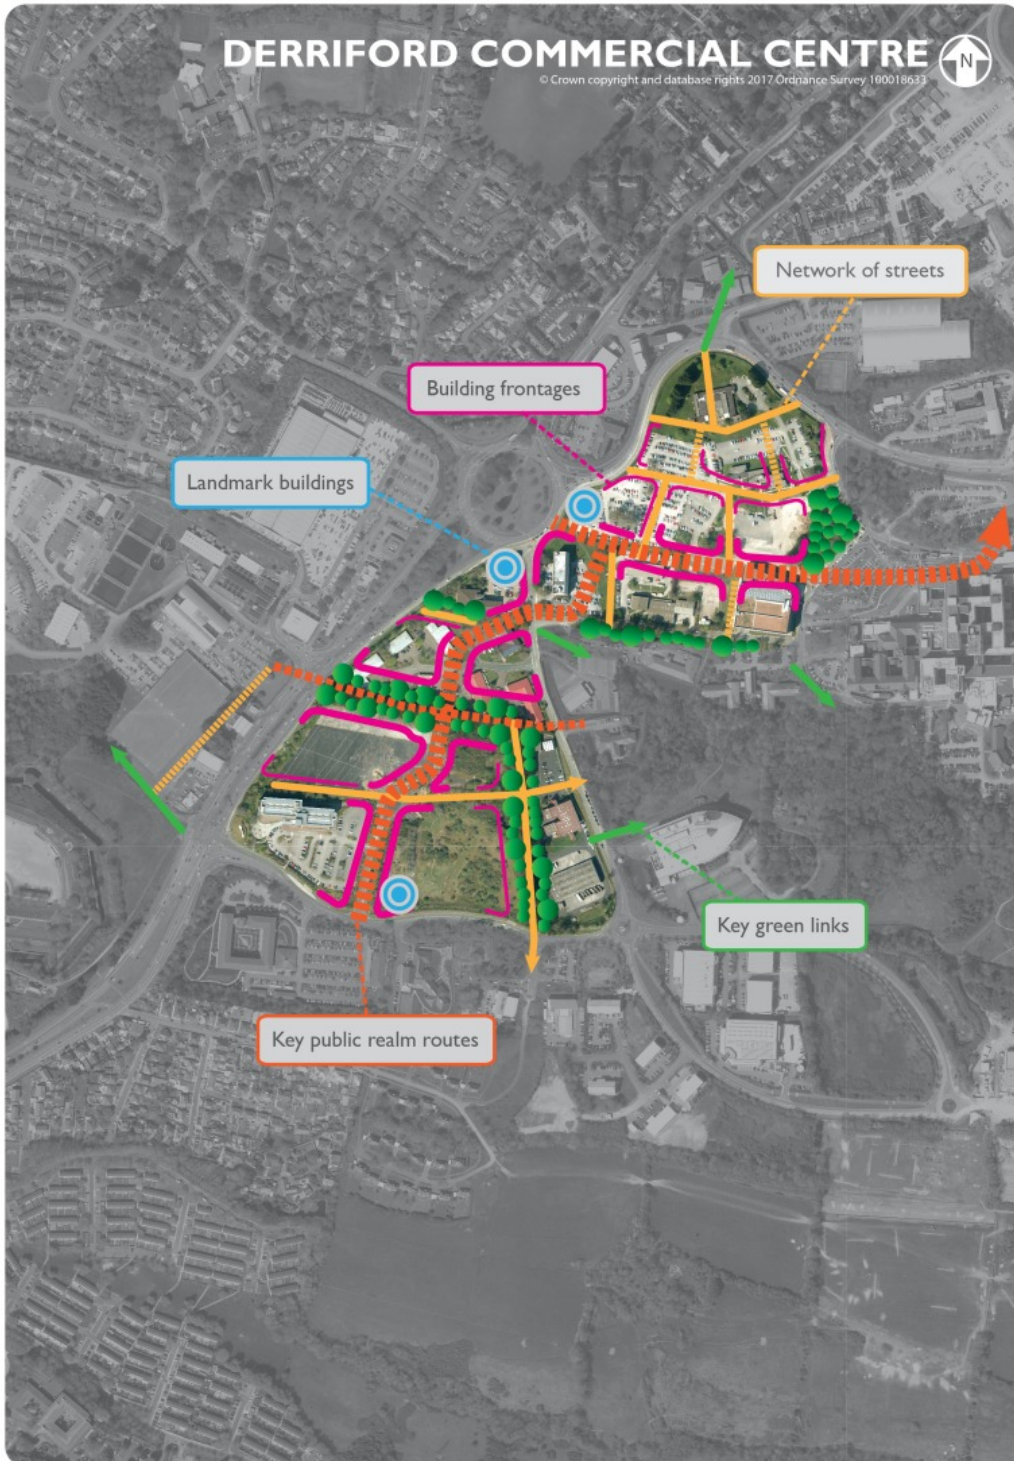 DERRIFORD COMMERCIAL CENTRE
N
© Crown copyright and database rights 2017 Ordnance Survey 100018633
Network of streets
Building frontages
Landmark buildings
Key green links
Key public realm routes